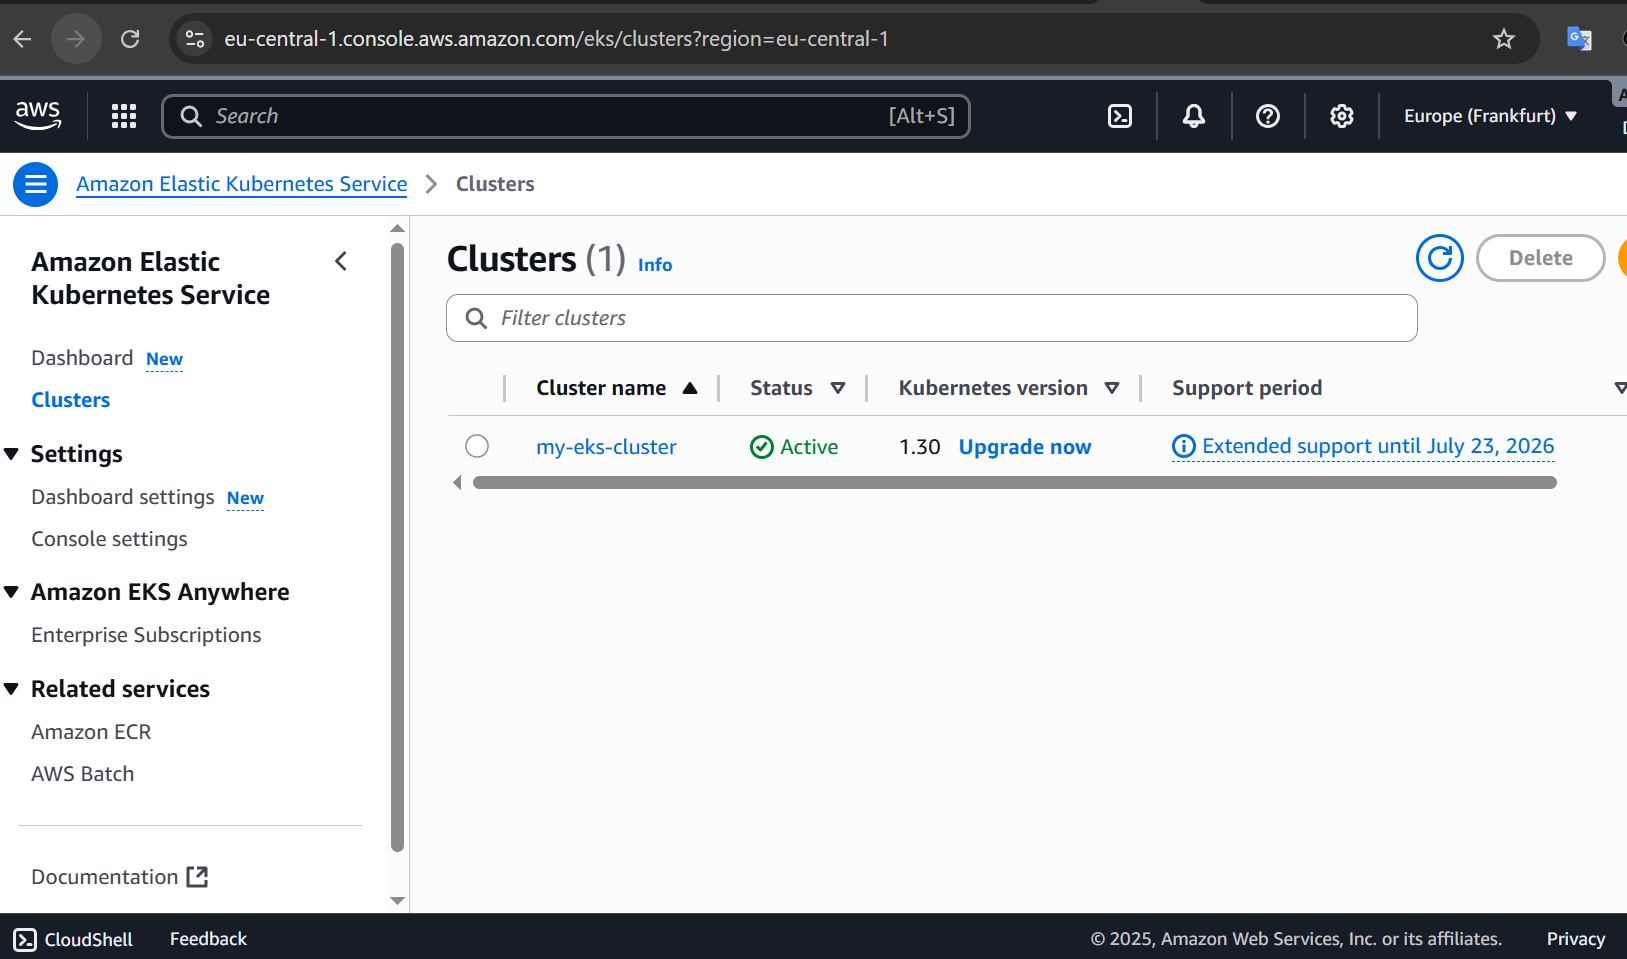 eu-central-1.console.aws.amazon.com/eks/clusters?region=eu-central-1
aws
Search
[Alt+S]
Europe (Frankfurt)
Amazon Elastic Kubernetes Service
Clusters
Amazon Elastic
Kubernetes Service
Dashboard New
Clusters
Settings
Dashboard settings New
Console settings
Amazon EKS Anywhere
Enterprise Subscriptions
Related services
Amazon ECR
AWS Batch
Documentation
Clusters (1) Info
Delete
Filter clusters
Cluster name Status Kubernetes version Support period
my-eks-cluster Active 1.30 Upgrade now Extended support until July 23, 2026
CloudShell Feedback © 2025, Amazon Web Services, Inc. or its affiliates. Privacy